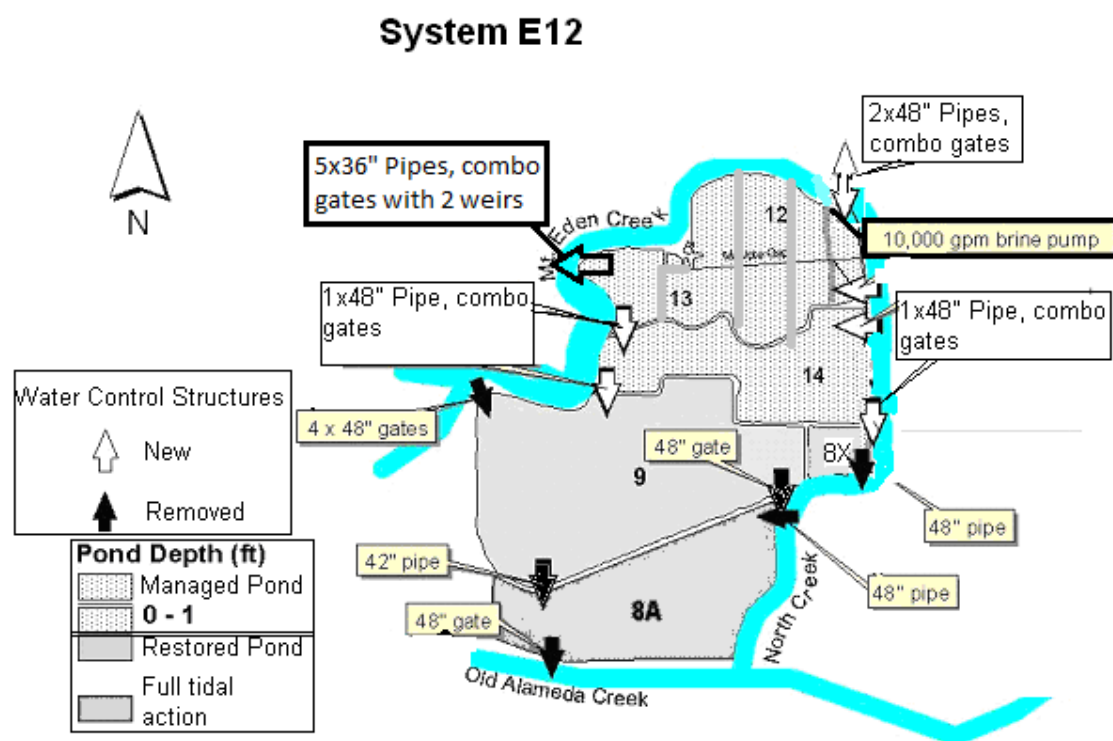 System E12
2x48" Pipes,
combo gates
5x36" Pipes, combo
gates with 2 weirs
N
Mt
Eden Creek
12
10,000 gpm brine pump
13
1x48" Pipe, combo
gates
1x48" Pipe, combo
gates
14
Water Control Structures
New
Removed
4 x 48" gates
48" gate
8X
9
48" pipe
Pond Depth (ft)
Managed Pond
0 - 1
Restored Pond
Full tidal
action
42" pipe
48" pipe
48" gate
8A
North Creek
Old Alameda Creek